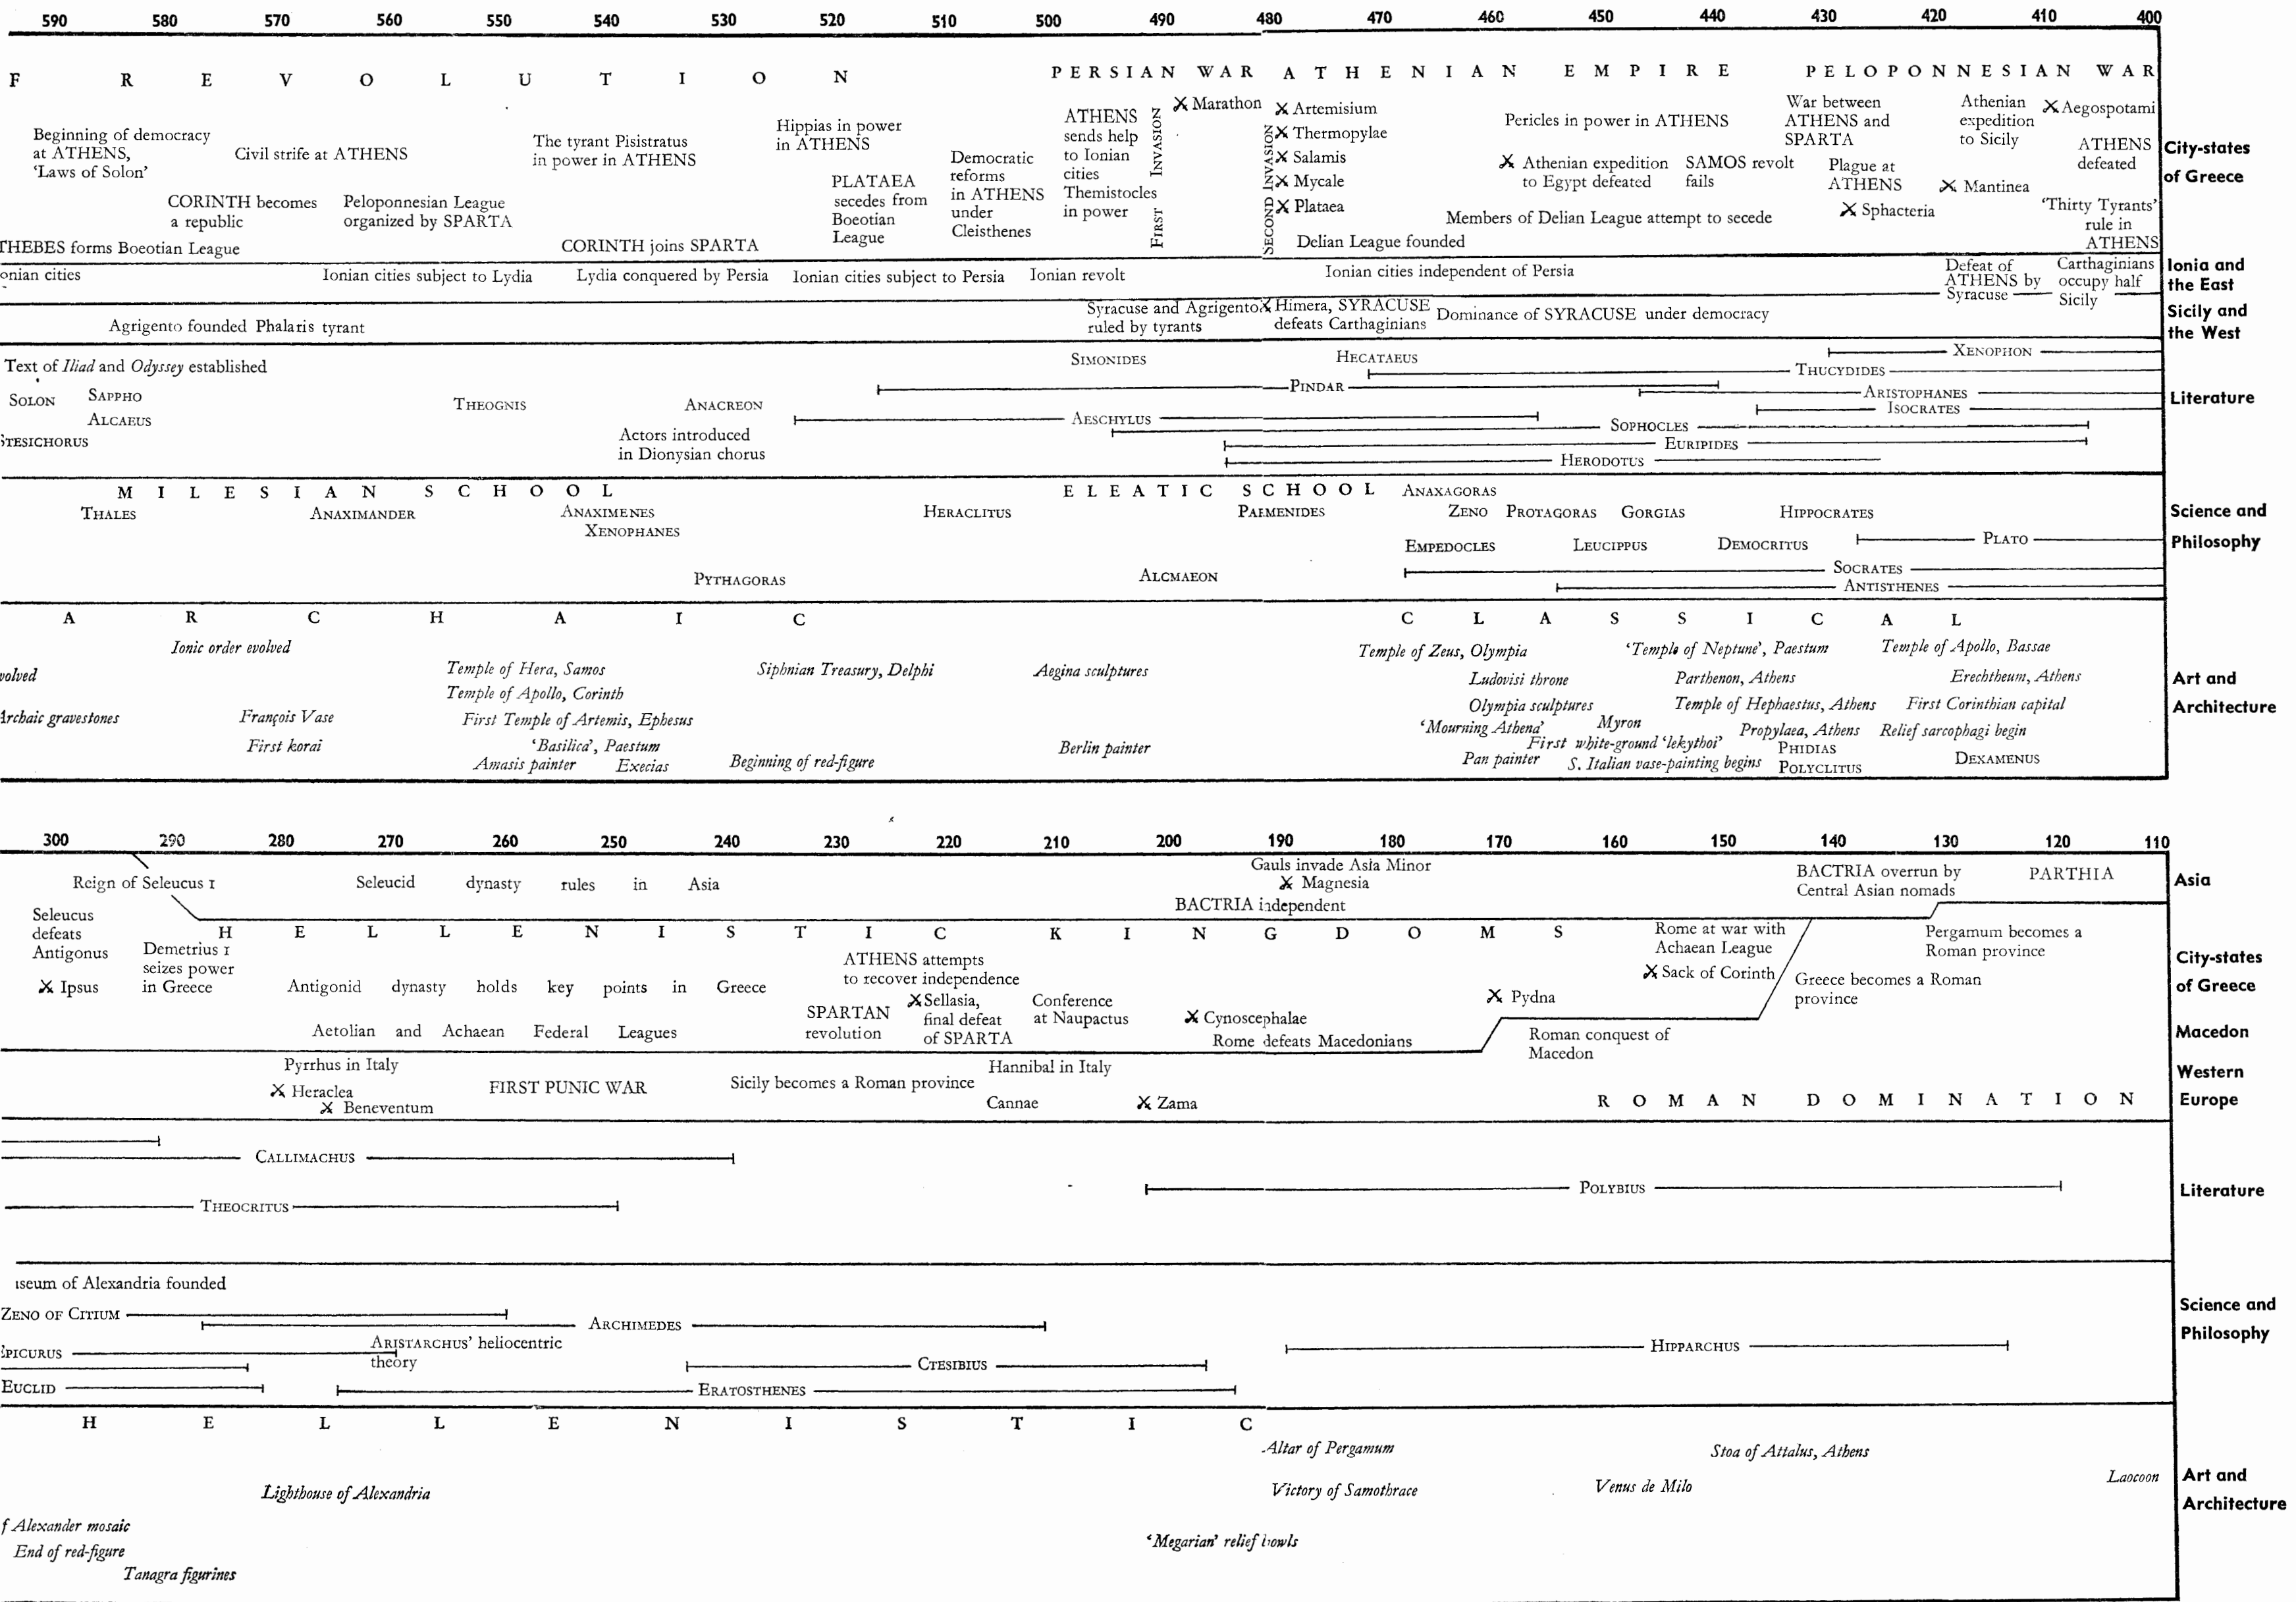 590 580 570 560 550 540 530 520 510 500 490 480 470 460 450 440 430 420 410 400
F REVOLUTION
PERSIAN WAR
ATHENIAN EMPIRE
PELOPONNESIAN WAR
Beginning of democracy
at ATHENS,
'Laws of Solon'
Civil strife at ATHENS
The tyrant Pisistratus
in power in ATHENS
Hippias in power
in ATHENS
CORINTH becomes
a republic
Peloponnesian League
organized by SPARTA
PLATAEA
secedes from
Boeotian
League
Democratic
reforms
in ATHENS
under
Cleisthenes
THEBES forms Boeotian League
CORINTH joins SPARTA
ATHENS
sends help
to Ionian
cities
Themistocles
in power
FIRST INVASION
Marathon
SECOND INVASION
Artemisium
Thermopylae
Salamis
Mycale
Plataea
Delian League founded
Pericles in power in ATHENS
Athenian expedition
to Egypt defeated
SAMOS revolt
fails
Members of Delian League attempt to secede
War between
ATHENS and
SPARTA
Plague at
ATHENS
Sphacteria
Athenian
expedition
to Sicily
Mantinea
Aegospotami
ATHENS
defeated
'Thirty Tyrants'
rule in
ATHENS
City-states
of Greece
onian cities
Ionian cities subject to Lydia
Lydia conquered by Persia
Ionian cities subject to Persia
Ionian revolt
Ionian cities independent of Persia
Defeat of
ATHENS by
Syracuse
Carthaginians
occupy half
Sicily
Ionia and
the East
Agrigento founded Phalaris tyrant
Syracuse and Agrigento
ruled by tyrants
Himera, SYRACUSE
defeats Carthaginians
Dominance of SYRACUSE under democracy
Sicily and
the West
Text of Iliad and Odyssey established
SOLON
SAPPHO
ALCAEUS
STESICHORUS
THEOGNIS
ANACREON
Actors introduced
in Dionysian chorus
SIMONIDES
HECATAEUS
XENOPHON
THUCYDIDES
PINDAR
ARISTOPHANES
ISOCRATES
AESCHYLUS
SOPHOCLES
EURIPIDES
HERODOTUS
Literature
MILESIAN SCHOOL
ELEATIC SCHOOL
ANAXAGORAS
THALES
ANAXIMANDER
ANAXIMENES
XENOPHANES
HERACLITUS
PARMENIDES
ZENO
PROTAGORAS
GORGIAS
HIPPOCRATES
EMPEDOCLES
LEUCIPPUS
DEMOCRITUS
PLATO
PYTHAGORAS
ALCMAEON
SOCRATES
ANTISTHENES
Science and
Philosophy
ARCHAIC
CLASSICAL
Ionic order evolved
volved
Temple of Hera, Samos
Temple of Apollo, Corinth
Siphnian Treasury, Delphi
Aegina sculptures
Archaic gravestones
François Vase
First korai
First Temple of Artemis, Ephesus
'Basilica', Paestum
Amasis painter
Execias
Beginning of red-figure
Berlin painter
Temple of Zeus, Olympia
'Temple of Neptune', Paestum
Temple of Apollo, Bassae
Ludovisi throne
Parthenon, Athens
Erechtheum, Athens
Olympia sculptures
Temple of Hephaestus, Athens
First Corinthian capital
'Mourning Athena'
Myron
Propylaea, Athens
Relief sarcophagi begin
First white-ground 'lekythoi'
PHIDIAS
Pan painter
S. Italian vase-painting begins
POLYCLITUS
DEXAMENUS
Art and
Architecture
300 290 280 270 260 250 240 230 220 210 200 190 180 170 160 150 140 130 120 110
Reign of Seleucus I
Seleucid dynasty rules in Asia
Gauls invade Asia Minor
Magnesia
BACTRIA independent
BACTRIA overrun by
Central Asian nomads
PARTHIA
Asia
HELLENISTIC KINGDOMS
Seleucus
defeats
Antigonus
Ipsus
Demetrius I
seizes power
in Greece
Antigonid dynasty holds key points in Greece
Aetolian and Achaean Federal Leagues
ATHENS attempts
to recover independence
SPARTAN
revolution
Sellasia,
final defeat
of SPARTA
Conference
at Naupactus
Cynoscephalae
Rome defeats Macedonians
Pydna
Roman conquest of
Macedon
Rome at war with
Achaean League
Sack of Corinth
Greece becomes a Roman
province
Pergamum becomes a
Roman province
City-states
of Greece
Macedon
Pyrrhus in Italy
Heraclea
Beneventum
FIRST PUNIC WAR
Sicily becomes a Roman province
Hannibal in Italy
Cannae
Zama
ROMAN DOMINATION
Western
Europe
CALLIMACHUS
THEOCRITUS
POLYBIUS
Literature
useum of Alexandria founded
ZENO OF CITIUM
ARCHIMEDES
EPICURUS
ARISTARCHUS' heliocentric
theory
CTESIBIUS
HIPPARCHUS
EUCLID
ERATOSTHENES
Science and
Philosophy
HELLENISTIC
Altar of Pergamum
Stoa of Attalus, Athens
Laocoon
Lighthouse of Alexandria
Victory of Samothrace
Venus de Milo
f Alexander mosaic
End of red-figure
Tanagra figurines
'Megarian' relief bowls
Art and
Architecture